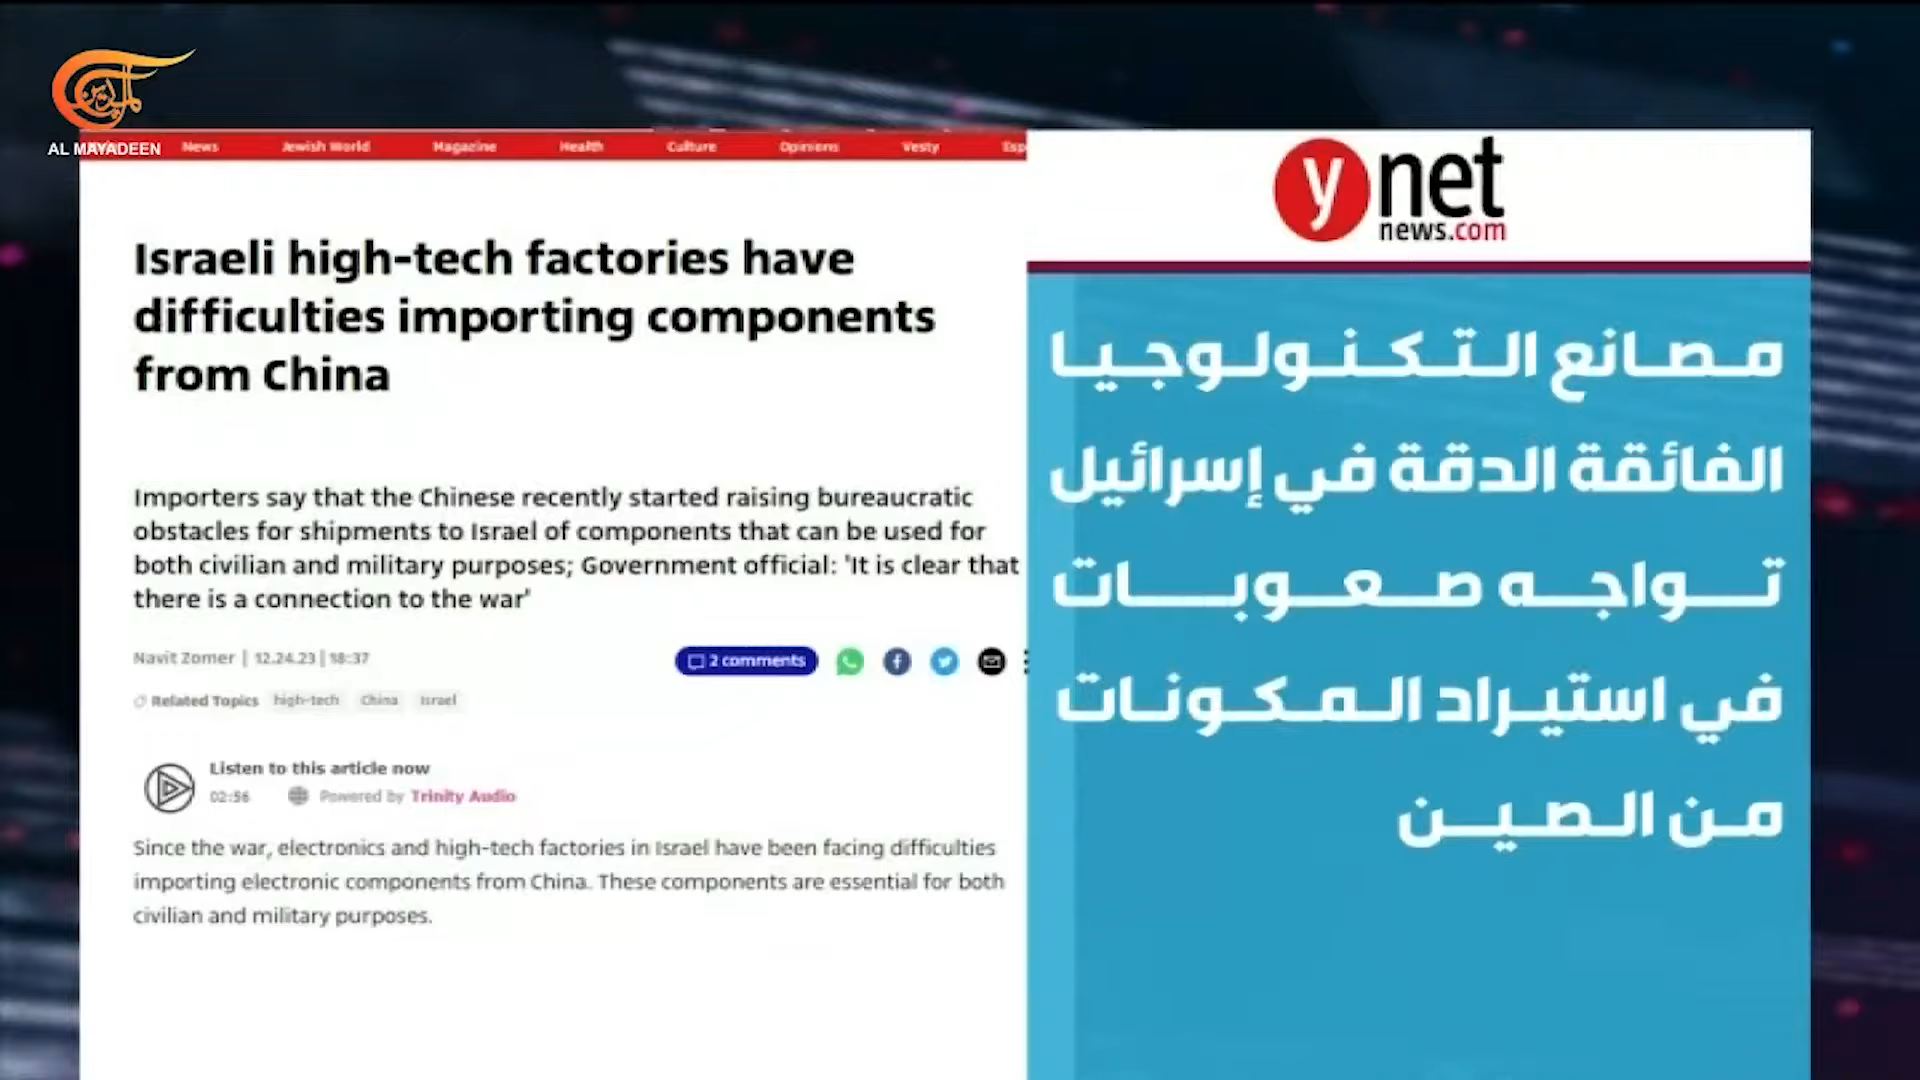 AL MAYADEEN
News Jewish World Magazine Health Culture Opinions Vesty Esp
Israeli high-tech factories have
difficulties importing components
from China
Importers say that the Chinese recently started raising bureaucratic
obstacles for shipments to Israel of components that can be used for
both civilian and military purposes; Government official: 'It is clear that
there is a connection to the war'
Navit Zomer | 12.24.23 | 18:37
2 comments
Related Topics high-tech China Israel
Listen to this article now
02:56 Powered by Trinity Audio
Since the war, electronics and high-tech factories in Israel have been facing difficulties
importing electronic components from China. These components are essential for both
civilian and military purposes.
ynet
news.com
مصانع التكنولوجيا
الفائقة الدقة في إسرائيل
تواجه صعوبات
في استيراد المكونات
من الصين